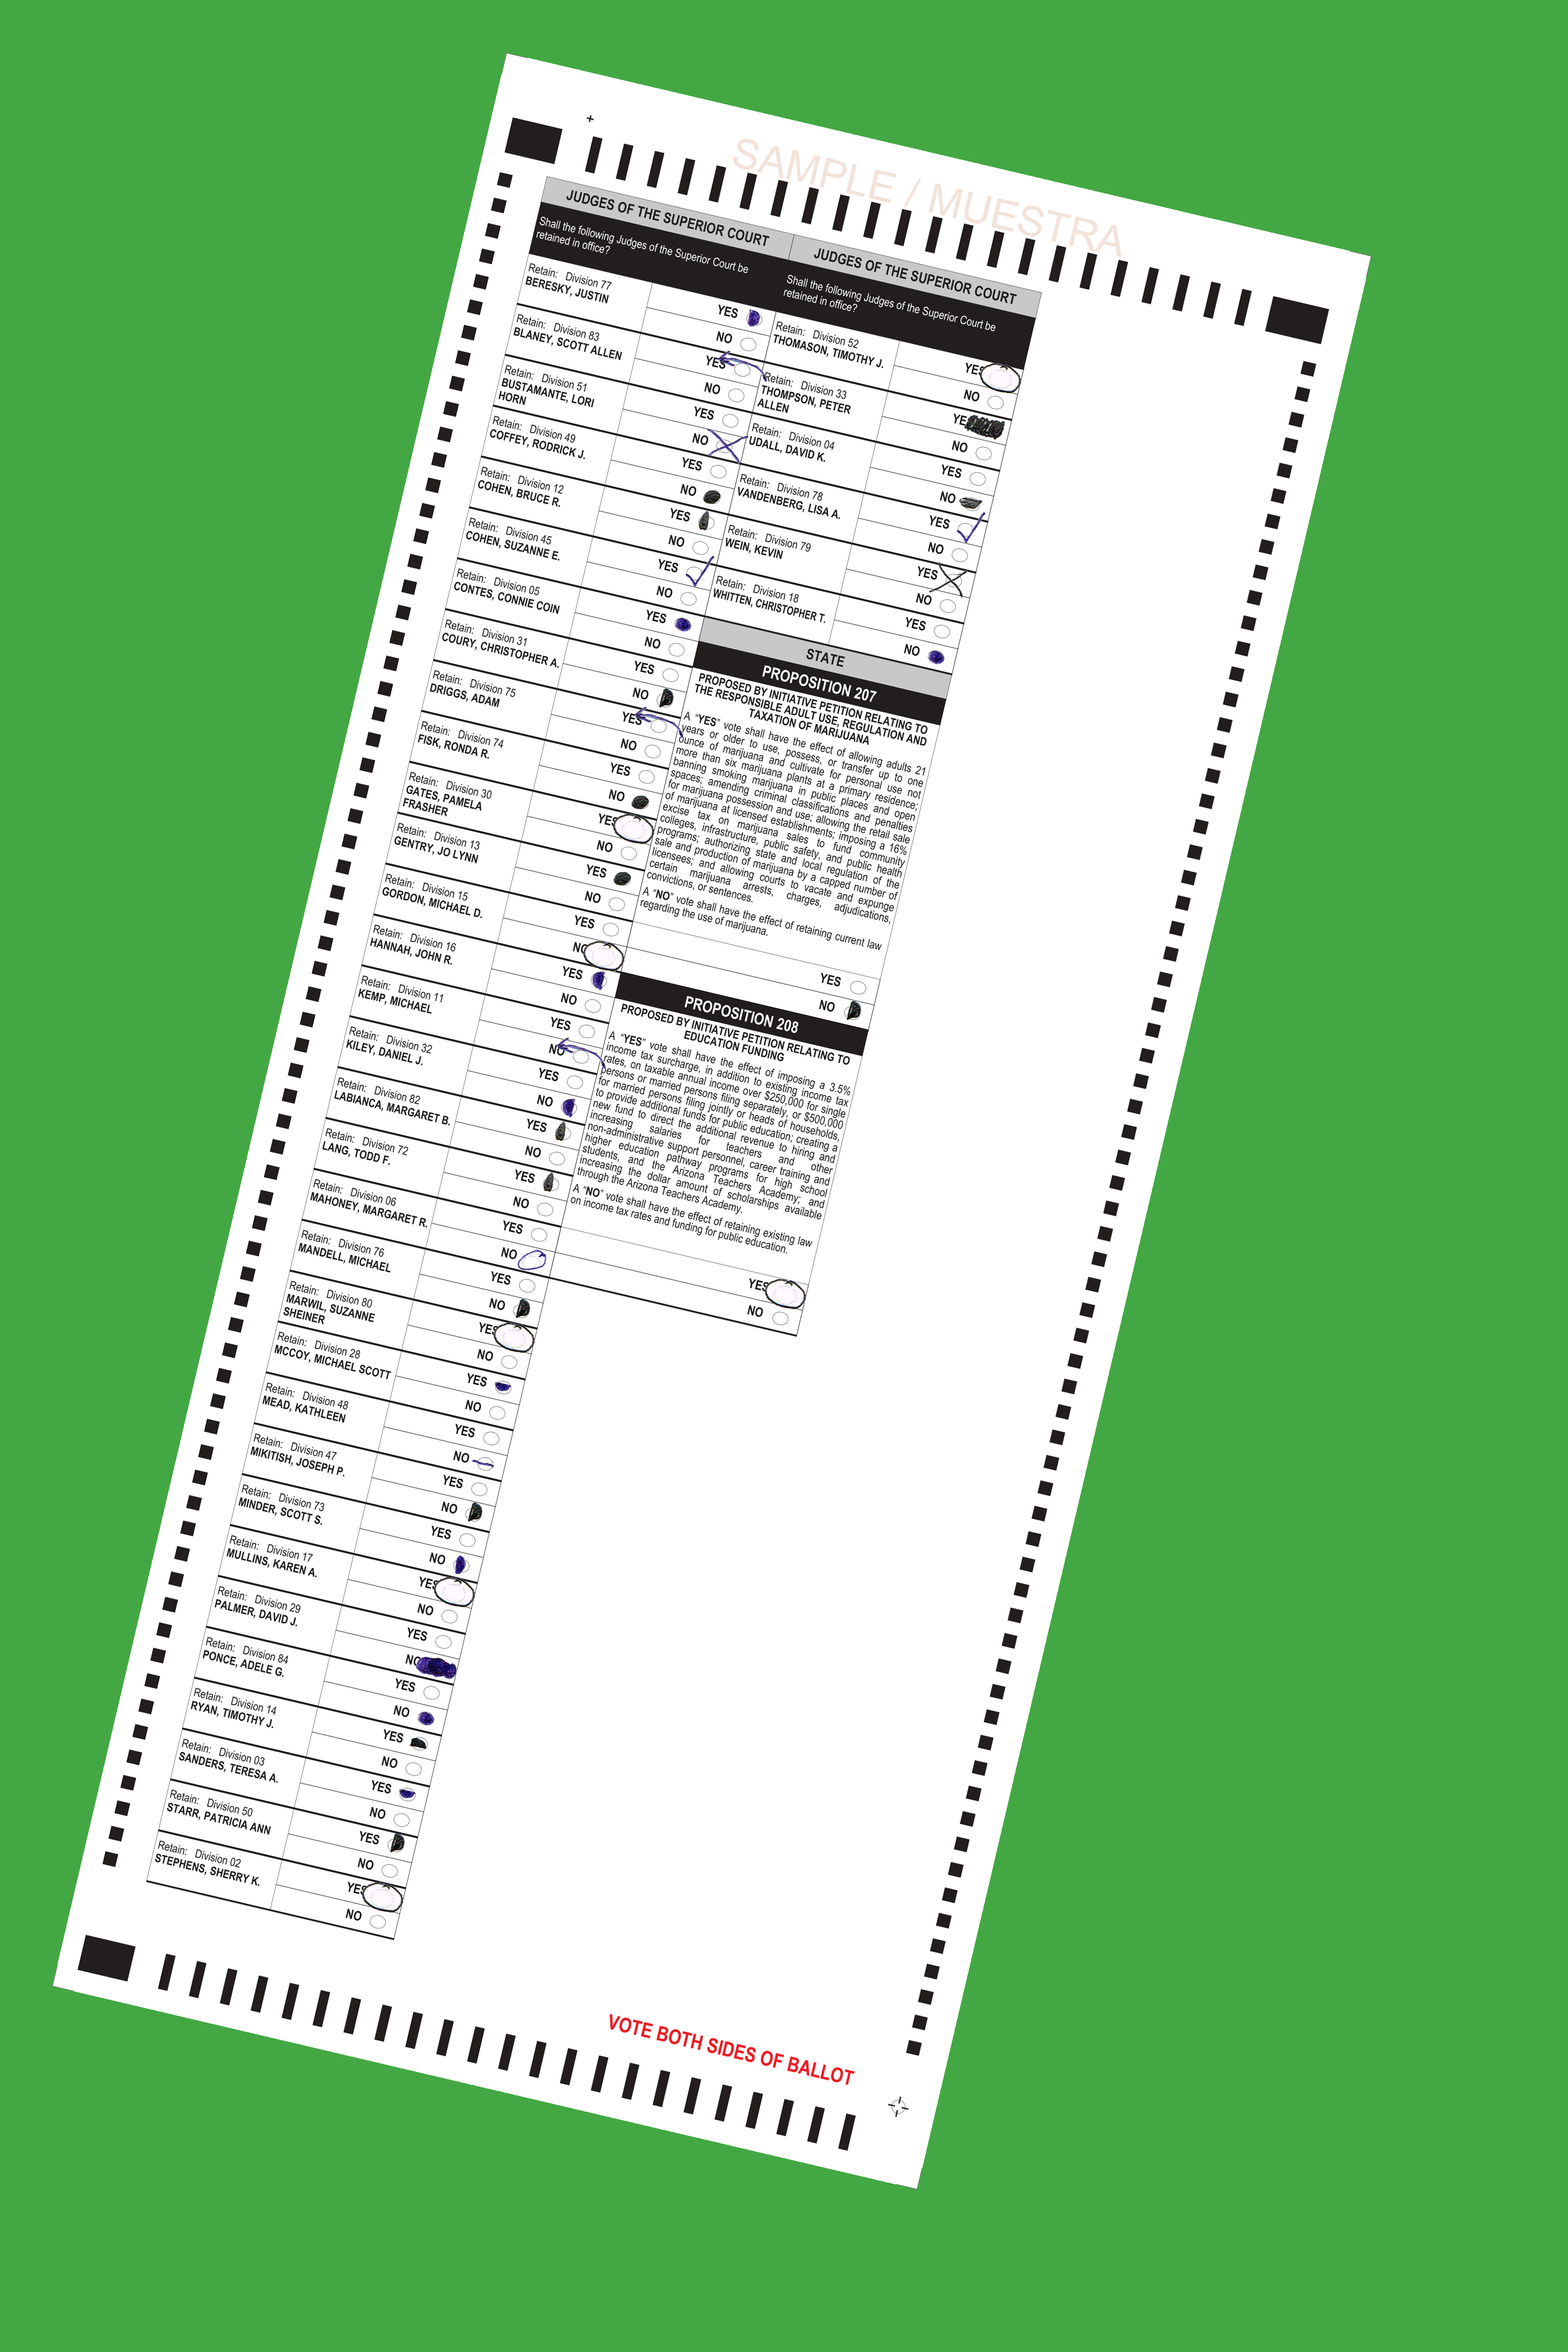 SAMPLE / MUESTRA
JUDGES OF THE SUPERIOR COURT
Shall the following Judges of the Superior Court be
retained in office?
Retain: Division 77
BERESKY, JUSTIN
YES
NO
Retain: Division 83
BLANEY, SCOTT ALLEN
YES
NO
Retain: Division 51
BUSTAMANTE, LORI
HORN
YES
NO
Retain: Division 49
COFFEY, RODRICK J.
YES
NO
Retain: Division 12
COHEN, BRUCE R.
YES
NO
Retain: Division 45
COHEN, SUZANNE E.
YES
NO
Retain: Division 05
CONTES, CONNIE COIN
YES
NO
Retain: Division 31
COURY, CHRISTOPHER A.
YES
NO
Retain: Division 75
DRIGGS, ADAM
YES
NO
Retain: Division 74
FISK, RONDA R.
YES
NO
Retain: Division 30
GATES, PAMELA
FRASHER
YES
NO
Retain: Division 13
GENTRY, JO LYNN
YES
NO
Retain: Division 15
GORDON, MICHAEL D.
YES
NO
Retain: Division 16
HANNAH, JOHN R.
YES
NO
Retain: Division 11
KEMP, MICHAEL
YES
NO
Retain: Division 32
KILEY, DANIEL J.
YES
NO
Retain: Division 82
LABIANCA, MARGARET B.
YES
NO
Retain: Division 72
LANG, TODD F.
YES
NO
Retain: Division 06
MAHONEY, MARGARET R.
YES
NO
Retain: Division 76
MANDELL, MICHAEL
YES
NO
Retain: Division 80
MARWIL, SUZANNE
SHEINER
YES
NO
Retain: Division 28
MCCOY, MICHAEL SCOTT
YES
NO
Retain: Division 48
MEAD, KATHLEEN
YES
NO
Retain: Division 47
MIKITISH, JOSEPH P.
YES
NO
Retain: Division 73
MINDER, SCOTT S.
YES
NO
Retain: Division 17
MULLINS, KAREN A.
YES
NO
Retain: Division 29
PALMER, DAVID J.
YES
NO
Retain: Division 84
PONCE, ADELE G.
YES
NO
Retain: Division 14
RYAN, TIMOTHY J.
YES
NO
Retain: Division 03
SANDERS, TERESA A.
YES
NO
Retain: Division 50
STARR, PATRICIA ANN
YES
NO
Retain: Division 02
STEPHENS, SHERRY K.
YES
NO
JUDGES OF THE SUPERIOR COURT
Shall the following Judges of the Superior Court be
retained in office?
Retain: Division 52
THOMASON, TIMOTHY J.
YES
NO
Retain: Division 33
THOMPSON, PETER
ALLEN
YE
NO
Retain: Division 04
UDALL, DAVID K.
YES
NO
Retain: Division 78
VANDENBERG, LISA A.
YES
NO
Retain: Division 79
WEIN, KEVIN
YES
NO
Retain: Division 18
WHITTEN, CHRISTOPHER T.
YES
NO
STATE
PROPOSITION 207
PROPOSED BY INITIATIVE PETITION RELATING TO
THE RESPONSIBLE ADULT USE, REGULATION AND
TAXATION OF MARIJUANA
A “YES” vote shall have the effect of allowing adults 21
years or older to use, possess, or transfer up to one
ounce of marijuana and cultivate for personal use not
more than six marijuana plants at a primary residence;
banning smoking marijuana in public places and open
spaces; amending criminal classifications and penalties
for marijuana possession and use; allowing the retail sale
of marijuana at licensed establishments; imposing a 16%
excise tax on marijuana sales to fund community
colleges, infrastructure, public safety, and public health
programs; authorizing state and local regulation of the
sale and production of marijuana by a capped number of
licensees; and allowing courts to vacate and expunge
certain marijuana arrests, charges, adjudications,
convictions, or sentences.
A “NO” vote shall have the effect of retaining current law
regarding the use of marijuana.
YES
NO
PROPOSITION 208
PROPOSED BY INITIATIVE PETITION RELATING TO
EDUCATION FUNDING
A “YES” vote shall have the effect of imposing a 3.5%
income tax surcharge, in addition to existing income tax
rates, on taxable annual income over $250,000 for single
persons or married persons filing separately, or $500,000
for married persons filing jointly or heads of households,
to provide additional funds for public education; creating a
new fund to direct the additional revenue to hiring and
increasing salaries for teachers and other
non-administrative support personnel, career training and
higher education pathway programs for high school
students, and the Arizona Teachers Academy; and
increasing the dollar amount of scholarships available
through the Arizona Teachers Academy.
A “NO” vote shall have the effect of retaining existing law
on income tax rates and funding for public education.
YES
NO
VOTE BOTH SIDES OF BALLOT